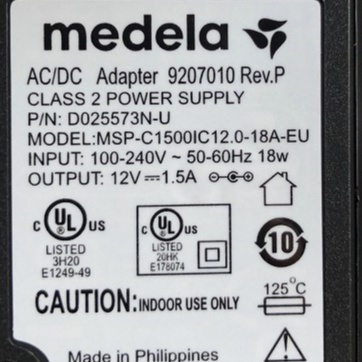 medela
AC/DC Adapter 9207010 Rev.P
CLASS 2 POWER SUPPLY
P/N: D025573N-U
MODEL:MSP-C1500IC12.0-18A-EU
INPUT: 100-240V ~ 50-60Hz 18w
OUTPUT: 12V⎓1.5A
c UL US
LISTED
3H20
E1249-49
c UL US
LISTED
20HK
E178074
10
125°C
CAUTION:INDOOR USE ONLY
Made in Philippines